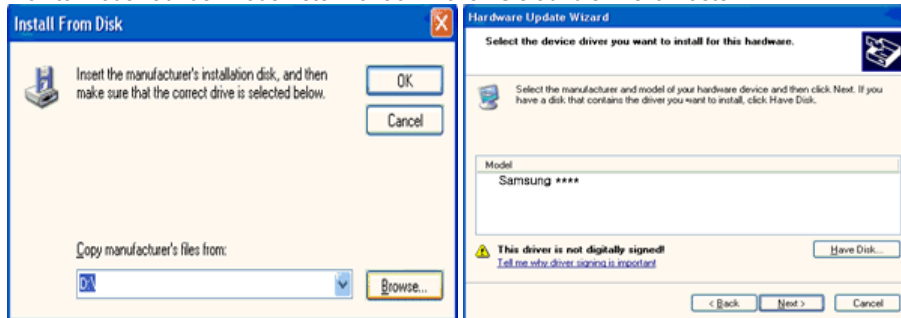 Install From Disk
Insert the manufacturer's installation disk, and then
make sure that the correct drive is selected below.
OK
Cancel
Copy manufacturer's files from:
D:\
Browse...
Hardware Update Wizard
Select the device driver you want to install for this hardware.
Select the manufacturer and model of your hardware device and then click Next. If you
have a disk that contains the driver you want to install, click Have Disk.
Model
Samsung ****
This driver is not digitally signed!
Tell me why driver signing is important
Have Disk...
< Back
Next >
Cancel